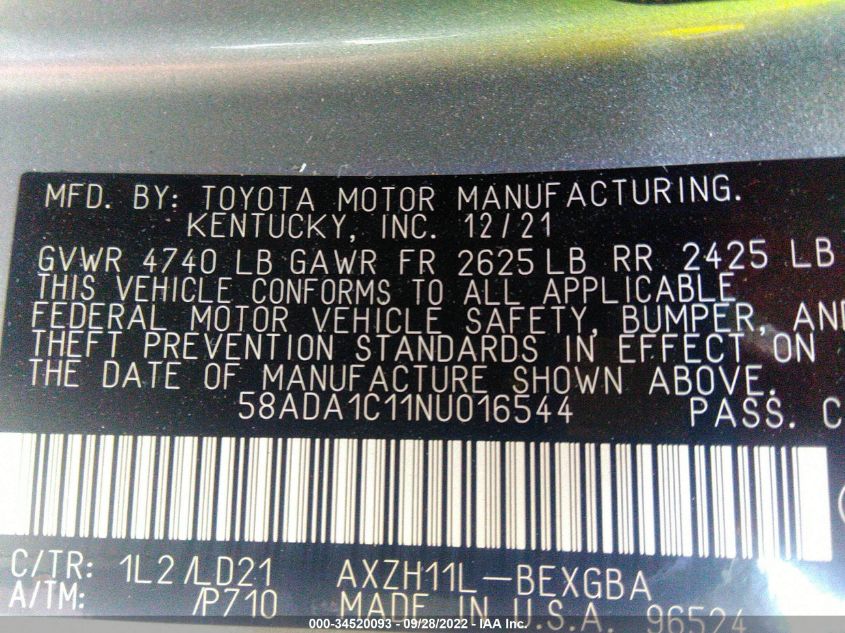 MFD. BY: TOYOTA MOTOR MANUFACTURING.
KENTUCKY, INC. 12/21
GVWR 4740 LB GAWR FR 2625 LB RR 2425 LB
THIS VEHICLE CONFORMS TO ALL APPLICABLE
FEDERAL MOTOR VEHICLE SAFETY, BUMPER, AND
THEFT PREVENTION STANDARDS IN EFFECT ON
THE DATE OF MANUFACTURE SHOWN ABOVE.
58ADA1C11NU016544 PASS. C
C/TR: 1L2/LD21 AXZH11L-BEXGBA
A/TM: /P710 MADE IN U.S.A. 96524
000-34520093 - 09/28/2022 - IAA Inc.